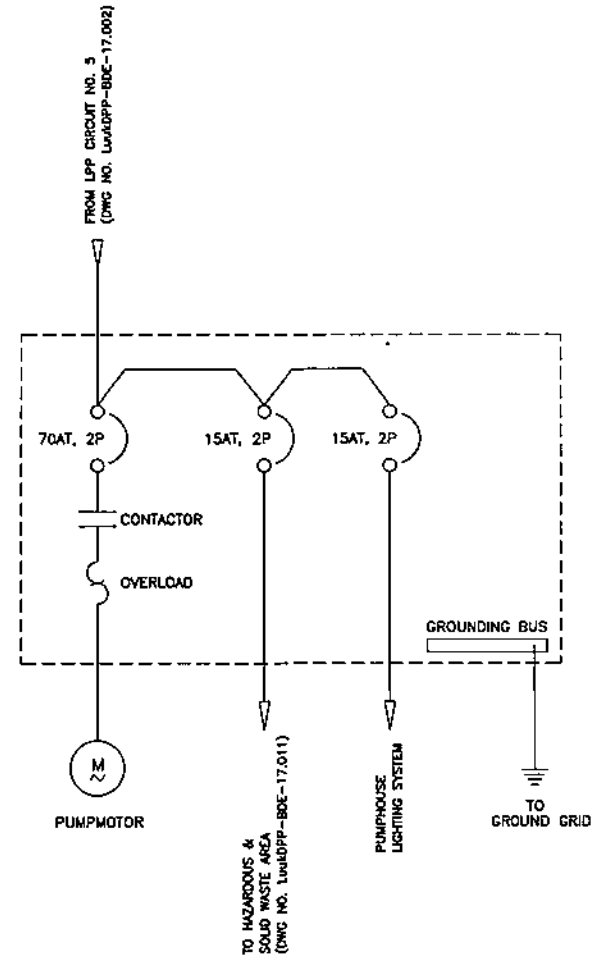 FROM LPP CIRCUIT NO. 5
(DWG NO. LuukDPP-BDE-17.002)
70AT, 2P
15AT, 2P
15AT, 2P
CONTACTOR
OVERLOAD
GROUNDING BUS
M
PUMPMOTOR
TO HAZARDOUS &
SOLID WASTE AREA
(DWG NO. LuukDPP-BDE-17.011)
PUMPHOUSE
LIGHTING SYSTEM
TO
GROUND GRID